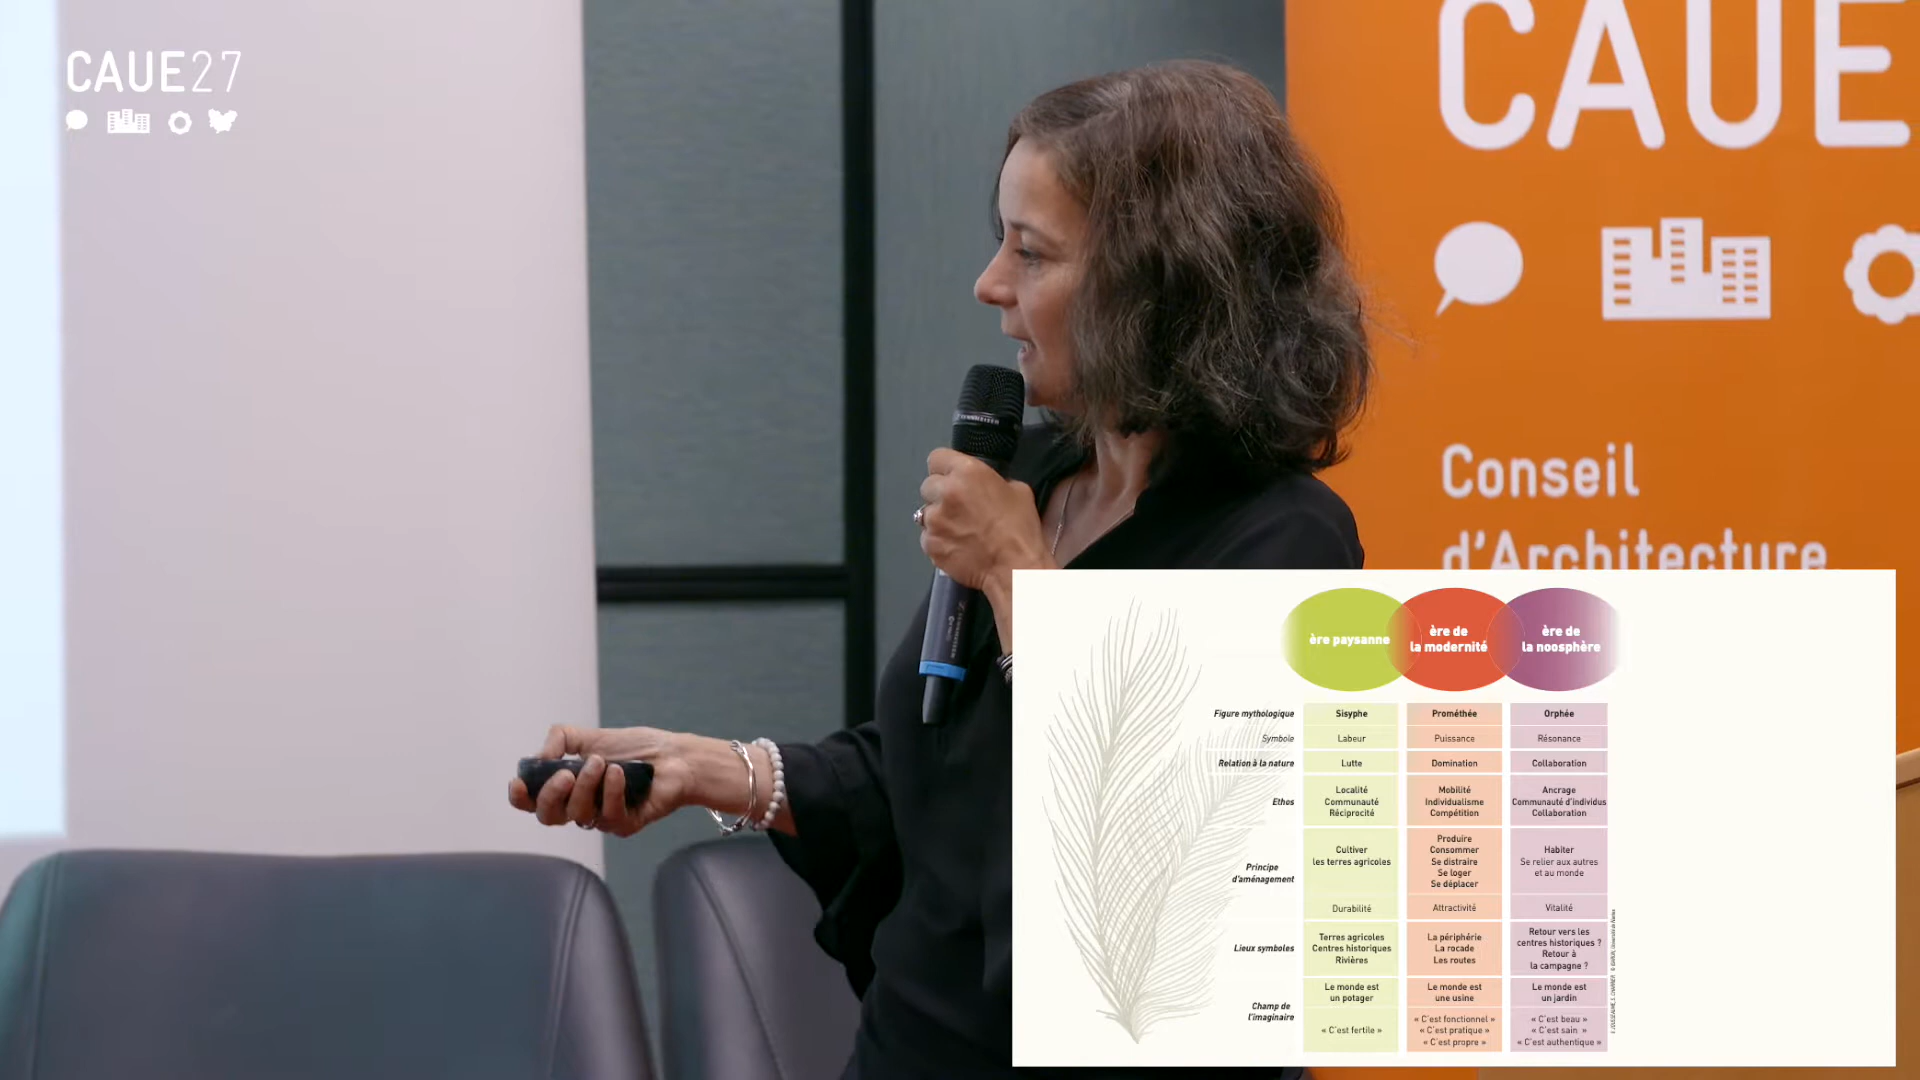 CAUE27
CAUE
Conseil
d'Architecture
SENNHEISER
ère paysanne
ère de
la modernité
ère de
la noosphère
Figure mythologique
Sisyphe
Prométhée
Orphée
Symbole
Labeur
Puissance
Résonance
Relation à la nature
Lutte
Domination
Collaboration
Ethos
Localité
Communauté
Réciprocité
Mobilité
Individualisme
Compétition
Ancrage
Communauté d'individus
Collaboration
Principe
d'aménagement
Cultiver
les terres agricoles
Produire
Consommer
Se distraire
Se loger
Se déplacer
Habiter
Se relier aux autres
et au monde
Durabilité
Attractivité
Vitalité
Lieux symboles
Terres agricoles
Centres historiques
Rivières
La périphérie
La rocade
Les routes
Retour vers les
centres historiques ?
Retour à
la campagne ?
Champ de
l'imaginaire
Le monde est
un potager
Le monde est
une usine
Le monde est
un jardin
« C'est fertile »
« C'est fonctionnel »
« C'est pratique »
« C'est propre »
« C'est beau »
« C'est sain »
« C'est authentique »